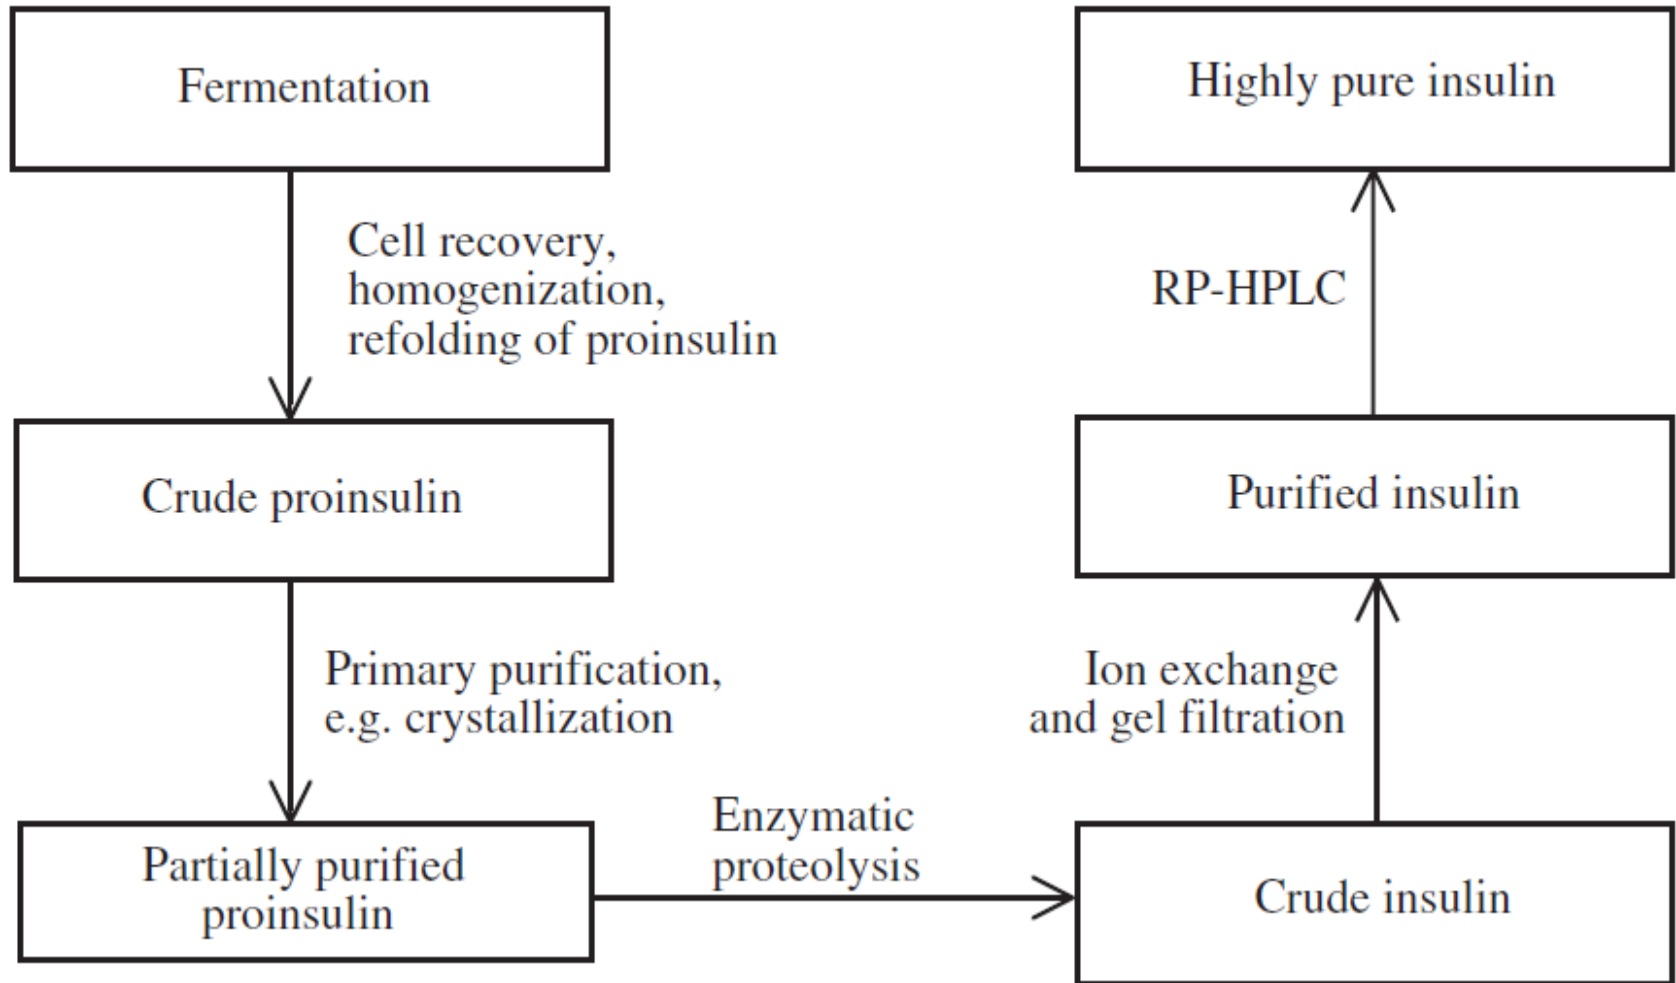 Fermentation
Cell recovery,
homogenization,
refolding of proinsulin
Crude proinsulin
Primary purification,
e.g. crystallization
Partially purified
proinsulin
Enzymatic
proteolysis
Crude insulin
Ion exchange
and gel filtration
Purified insulin
RP-HPLC
Highly pure insulin